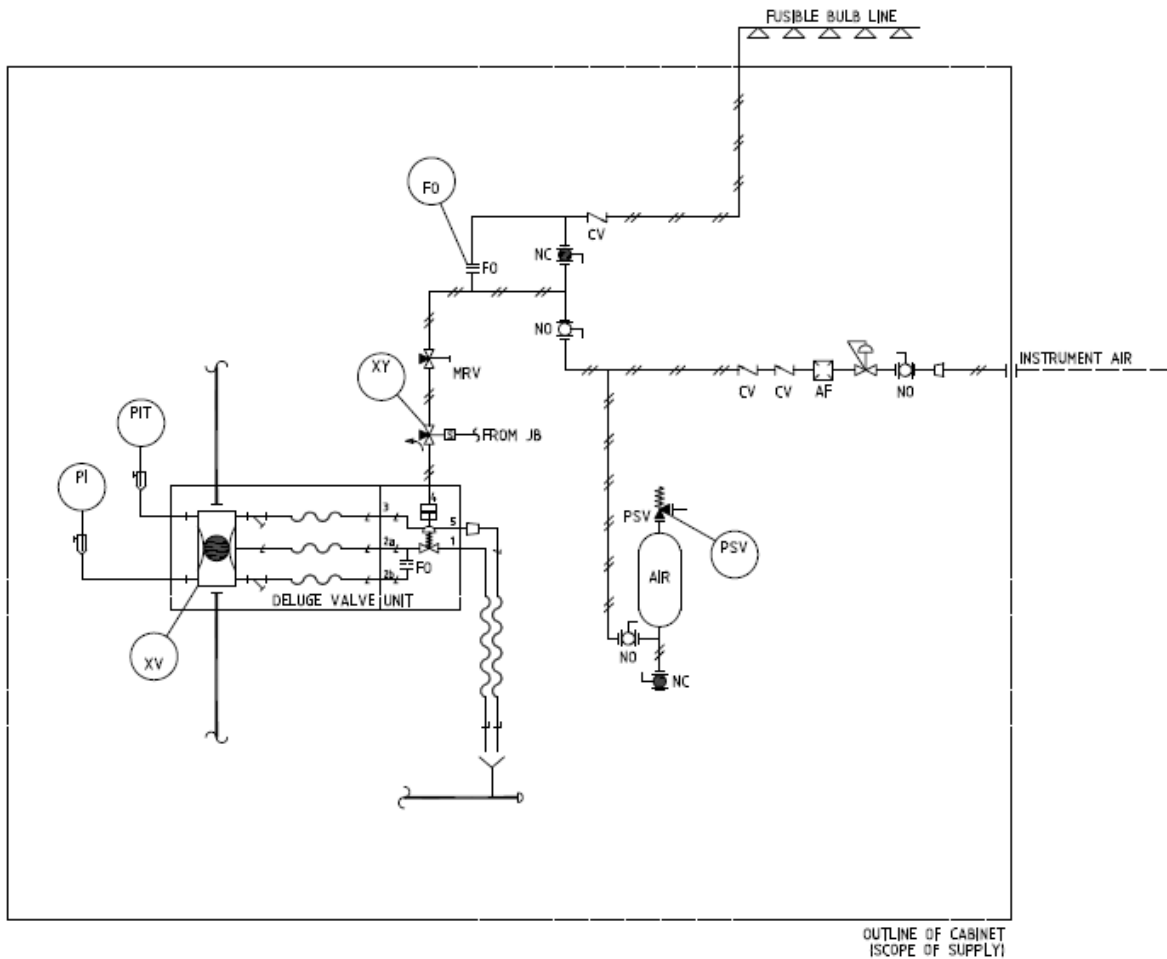 FUSIBLE BULB LINE
FO
CV
NC
FO
NO
XY
MRV
INSTRUMENT AIR
CV
CV
AF
NO
PIT
S
FROM JB
PI
4
3
5
PSV
2a
1
PSV
FO
AIR
2b
DELUGE VALVE UNIT
NO
XV
NC
OUTLINE OF CABINET
(SCOPE OF SUPPLY)